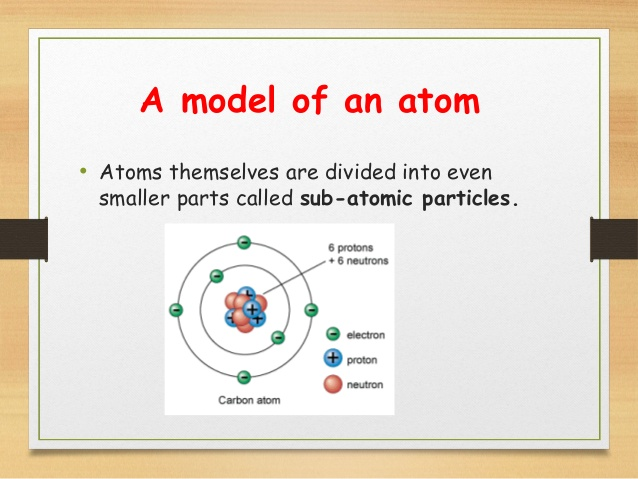 A model of an atom
• Atoms themselves are divided into even
smaller parts called sub-atomic particles.
6 protons
+ 6 neutrons
electron
proton
neutron
Carbon atom